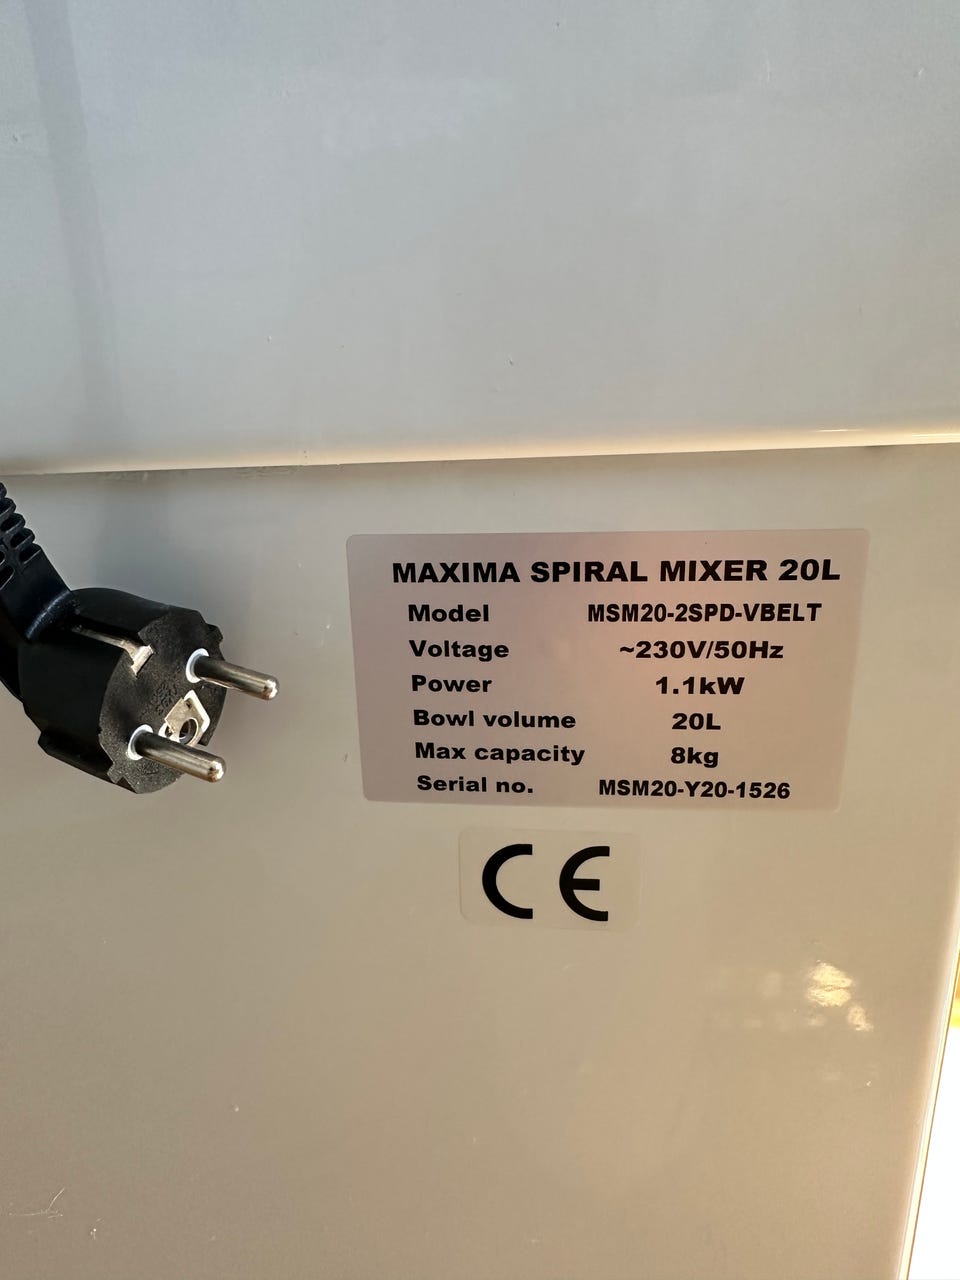 MAXIMA SPIRAL MIXER 20L
Model MSM20-2SPD-VBELT
Voltage ~230V/50Hz
Power 1.1kW
Bowl volume 20L
Max capacity 8kg
Serial no. MSM20-Y20-1526
CE